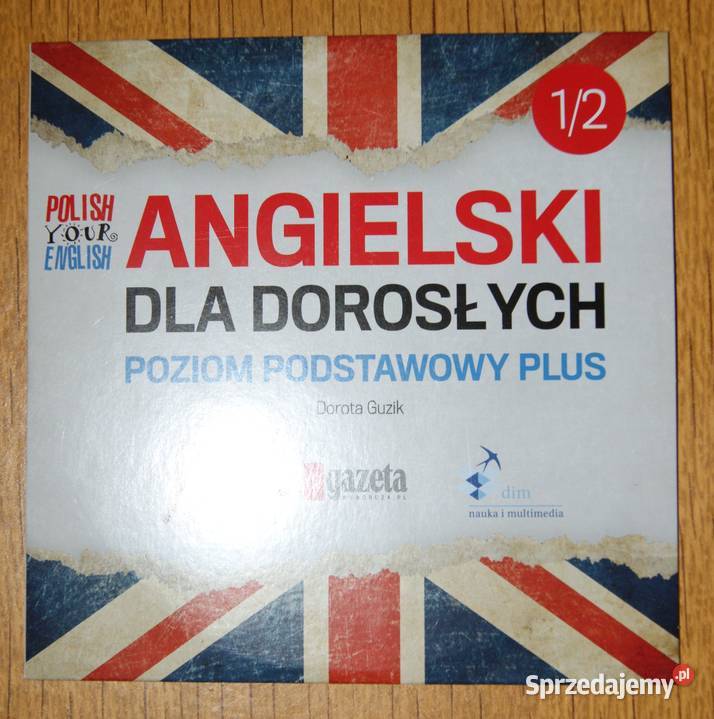 1/2
POLISH
YOUR
ENGLISH
ANGIELSKI
DLA DOROSŁYCH
POZIOM PODSTAWOWY PLUS
Dorota Guzik
gazeta
dim
nauka i multimedia
Sprzedajemy.pl